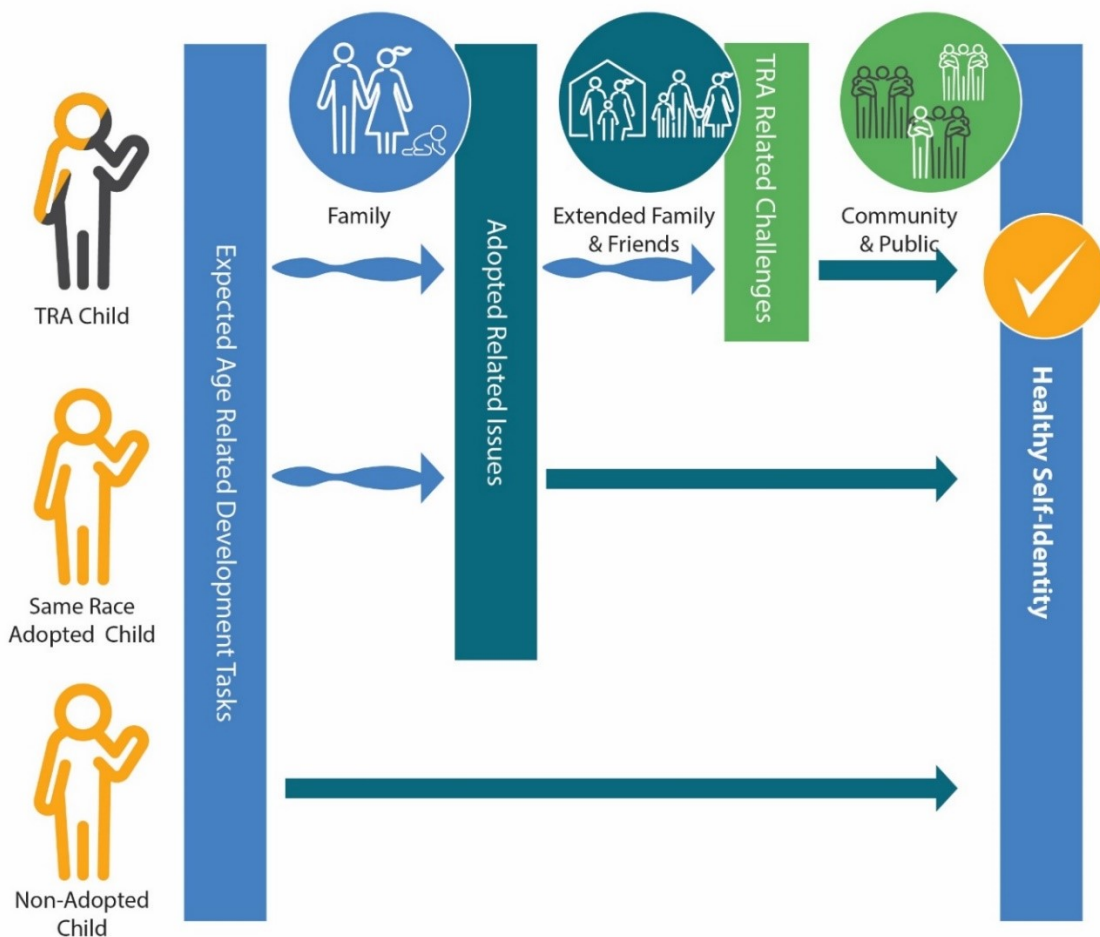 Family
Extended Family
& Friends
Community
& Public
TRA Child
Same Race
Adopted  Child
Non-Adopted
Child
Expected Age Related Development Tasks
Adopted Related Issues
TRA Related Challenges
Healthy Self-Identity